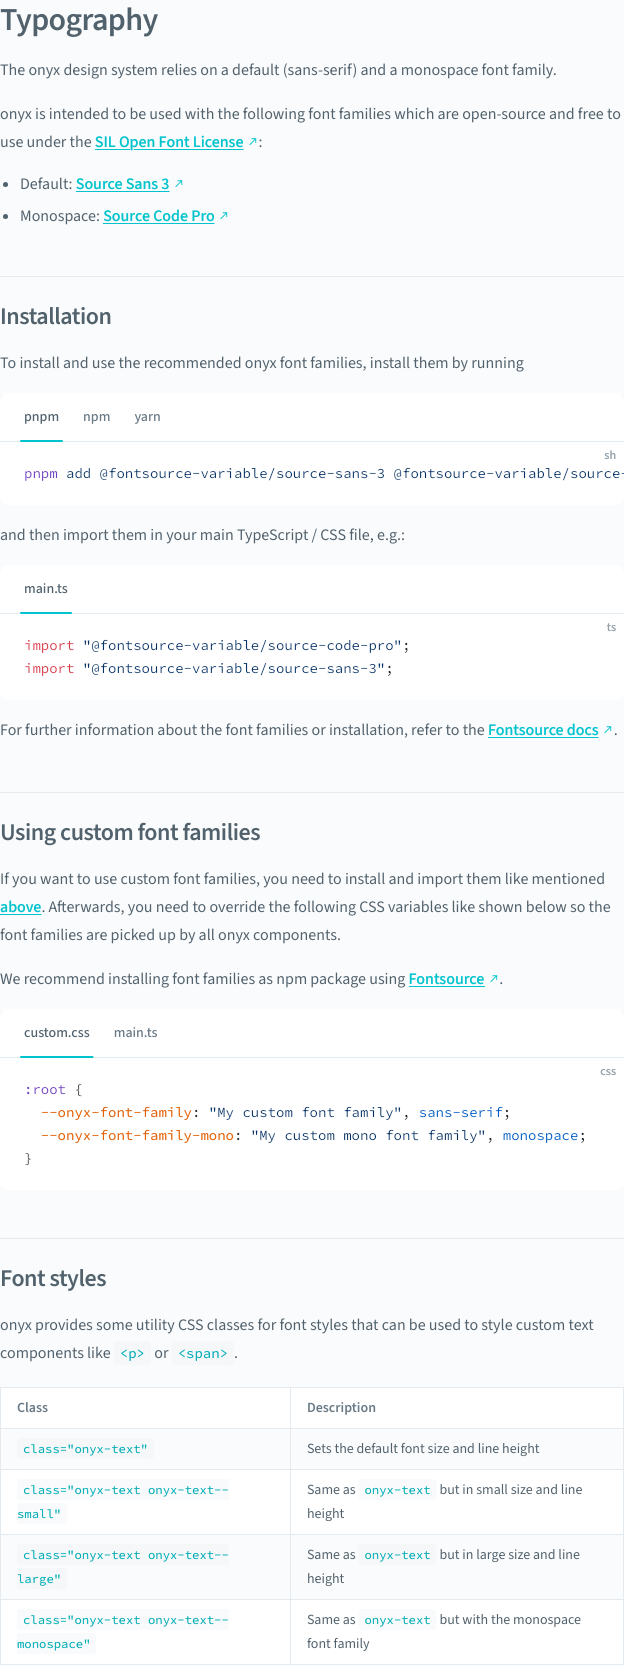 Typography
The onyx design system relies on a default (sans-serif) and a monospace font family.
onyx is intended to be used with the following font families which are open-source and free to
use under the SIL Open Font License ↗:
• Default: Source Sans 3 ↗
• Monospace: Source Code Pro ↗
Installation
To install and use the recommended onyx font families, install them by running
pnpm npm yarn
sh
pnpm add @fontsource-variable/source-sans-3 @fontsource-variable/source-
and then import them in your main TypeScript / CSS file, e.g.:
main.ts
ts
import "@fontsource-variable/source-code-pro";
import "@fontsource-variable/source-sans-3";
For further information about the font families or installation, refer to the Fontsource docs ↗.
Using custom font families
If you want to use custom font families, you need to install and import them like mentioned
above. Afterwards, you need to override the following CSS variables like shown below so the
font families are picked up by all onyx components.
We recommend installing font families as npm package using Fontsource ↗.
custom.css main.ts
css
:root {
  --onyx-font-family: "My custom font family", sans-serif;
  --onyx-font-family-mono: "My custom mono font family", monospace;
}
Font styles
onyx provides some utility CSS classes for font styles that can be used to style custom text
components like <p> or <span>.
Class Description
class="onyx-text" Sets the default font size and line height
class="onyx-text onyx-text--
small"
Same as onyx-text but in small size and line
height
class="onyx-text onyx-text--
large"
Same as onyx-text but in large size and line
height
class="onyx-text onyx-text--
monospace"
Same as onyx-text but with the monospace
font family